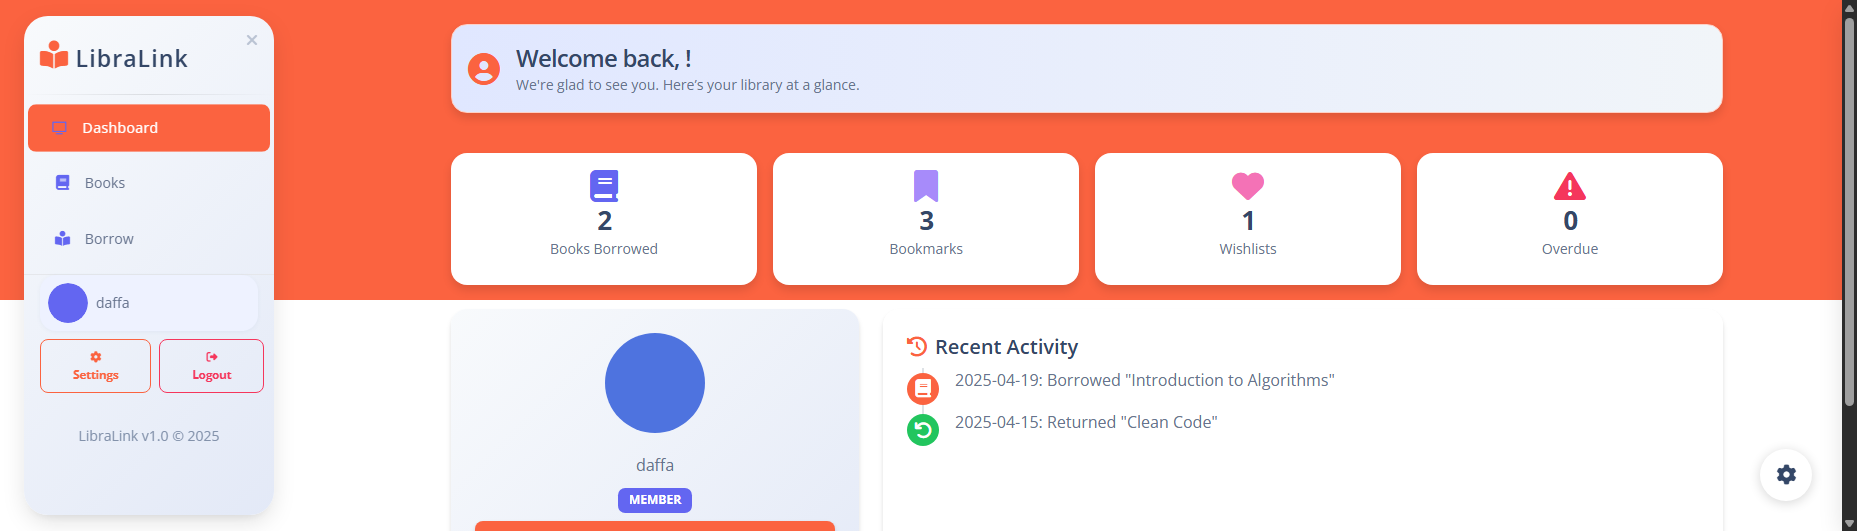 LibraLink
Dashboard
Books
Borrow
daffa
Settings
Logout
LibraLink v1.0 © 2025
Welcome back, !
We're glad to see you. Here's your library at a glance.
2
Books Borrowed
3
Bookmarks
1
Wishlists
0
Overdue
daffa
MEMBER
Recent Activity
2025-04-19: Borrowed "Introduction to Algorithms"
2025-04-15: Returned "Clean Code"